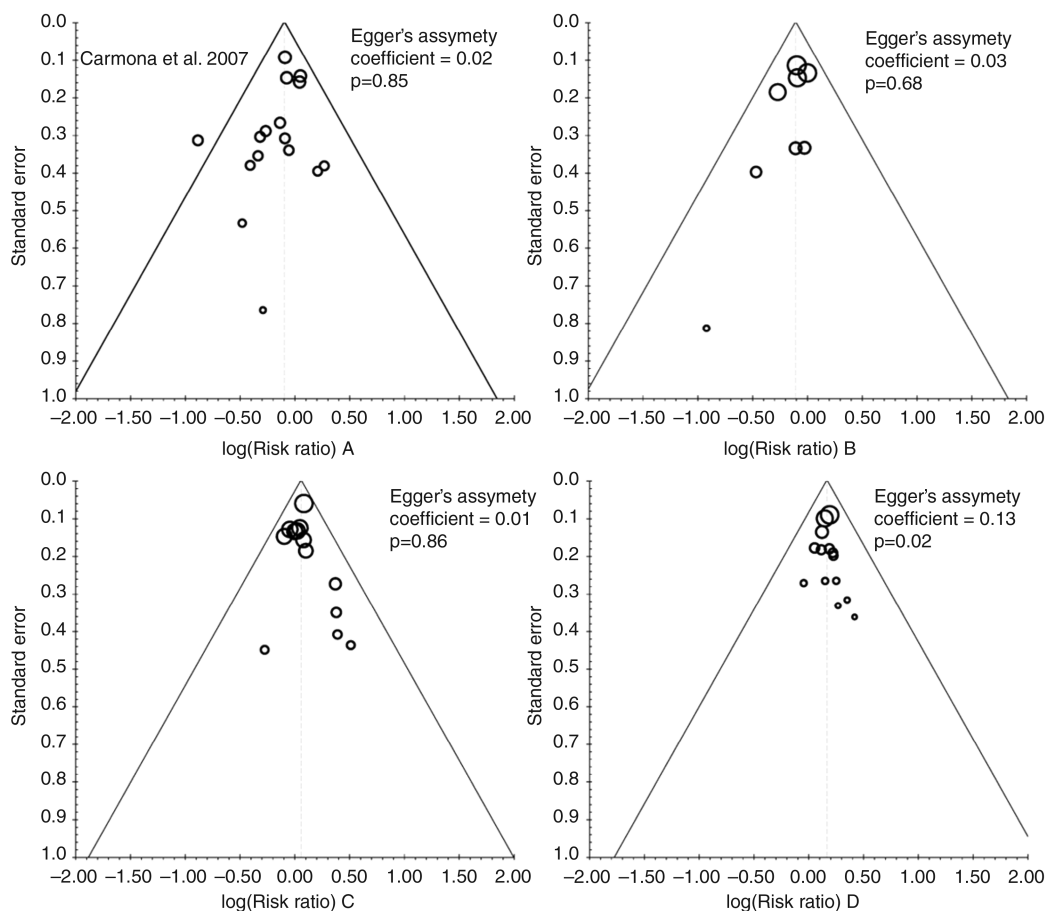 0.0
0.1
0.2
0.3
0.4
0.5
0.6
0.7
0.8
0.9
1.0
Standard error
Carmona et al. 2007
Egger's assymety
coefficient = 0.02
p=0.85
−2.00 −1.50 −1.00 −0.50 0.00 0.50 1.00 1.50 2.00
log(Risk ratio) A
0.0
0.1
0.2
0.3
0.4
0.5
0.6
0.7
0.8
0.9
1.0
Standard error
Egger's assymety
coefficient = 0.03
p=0.68
−2.00 −1.50 −1.00 −0.50 0.00 0.50 1.00 1.50 2.00
log(Risk ratio) B
0.0
0.1
0.2
0.3
0.4
0.5
0.6
0.7
0.8
0.9
1.0
Standard error
Egger's assymety
coefficient = 0.01
p=0.86
−2.00 −1.50 −1.00 −0.50 0.00 0.50 1.00 1.50 2.00
log(Risk ratio) C
0.0
0.1
0.2
0.3
0.4
0.5
0.6
0.7
0.8
0.9
1.0
Standard error
Egger's assymety
coefficient = 0.13
p=0.02
−2.00 −1.50 −1.00 −0.50 0.00 0.50 1.00 1.50 2.00
log(Risk ratio) D